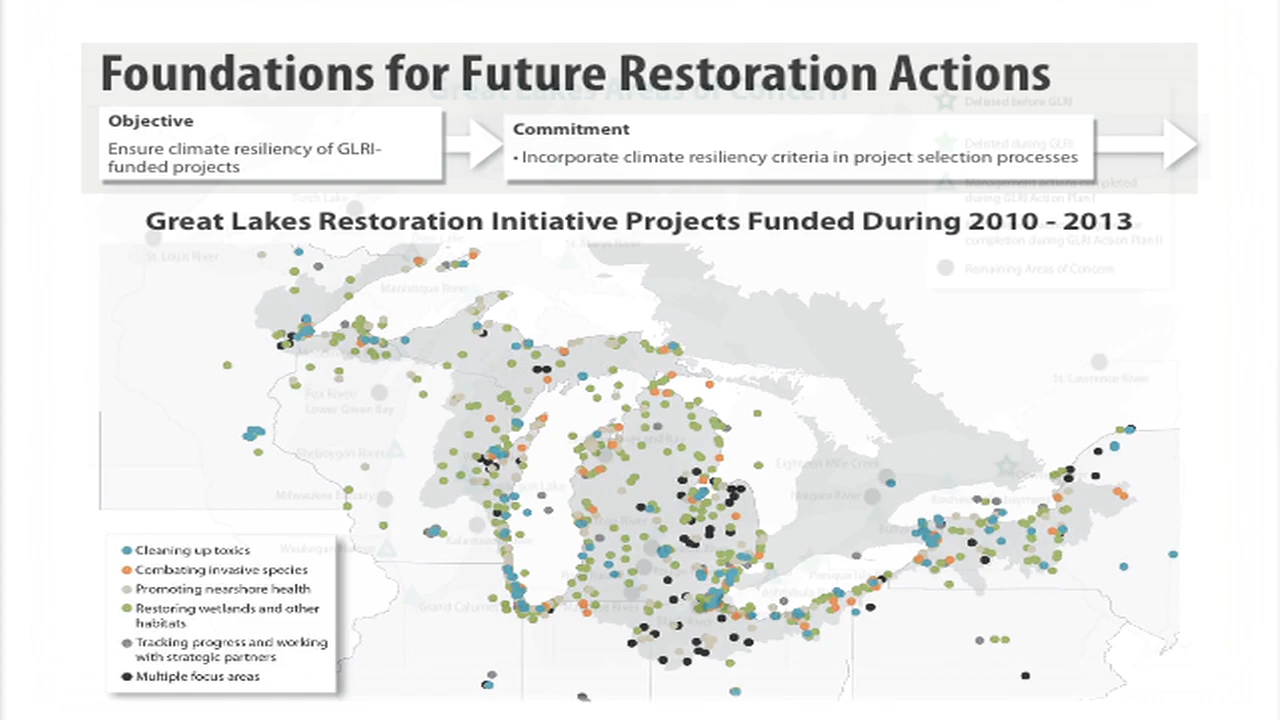 Foundations for Future Restoration Actions
Great Lakes Areas of Concern
Objective
Ensure climate resiliency of GLRI-
funded projects
Commitment
• Incorporate climate resiliency criteria in project selection processes
Delisted before GLRI
Delisted during GLRI
Management actions completed
during GLRI Action Plan I
completion during GLRI Action Plan II
Remaining Areas of Concern
Great Lakes Restoration Initiative Projects Funded During 2010 - 2013
Torch Lake
St. Louis River
St. Marys River
Manistique River
St. Lawrence River
Fox River
Lower Green Bay
Sheboygan River
Eighteen Mile Creek
Milwaukee Estuary
Niagara River
Waukegan
Kalamazoo
Presque Isle
Ashtabula
Grand Calumet
Cleaning up toxics
Combating invasive species
Promoting nearshore health
Restoring wetlands and other
habitats
Tracking progress and working
with strategic partners
Multiple focus areas